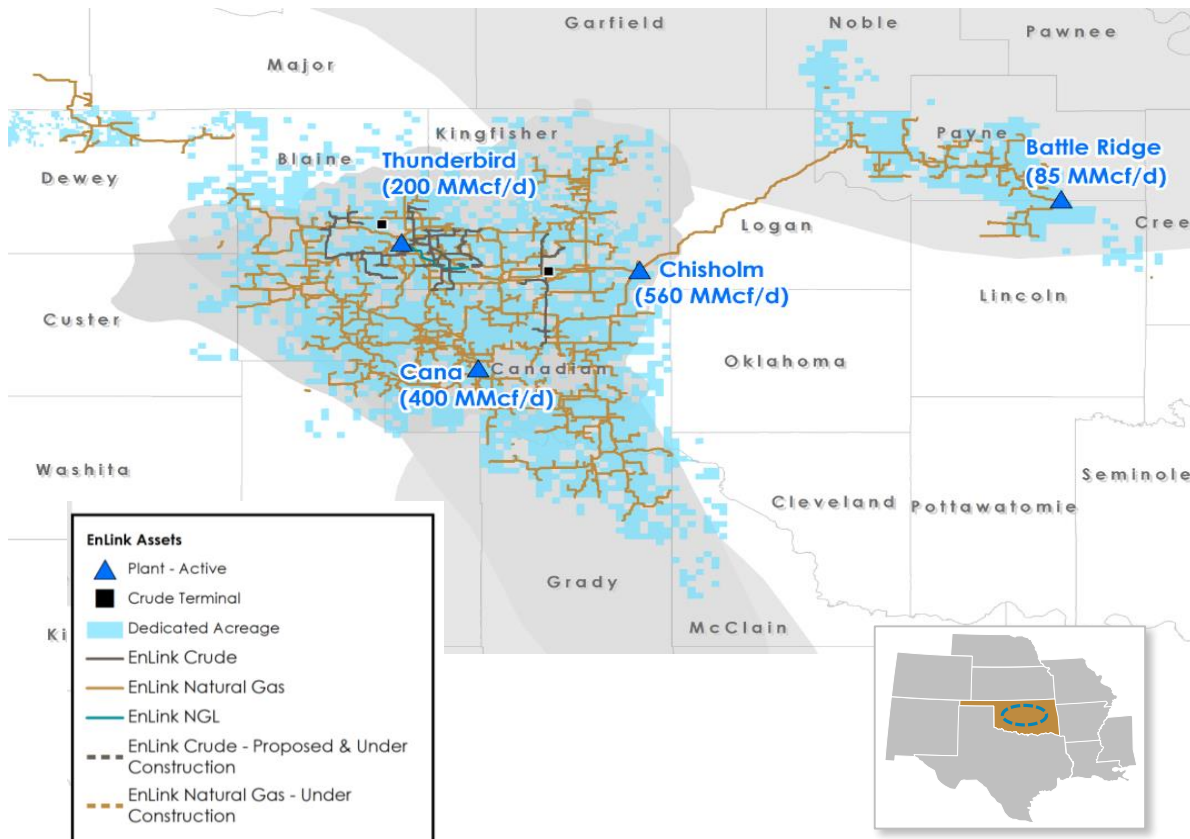 Garfield
Noble
Pawnee
Major
Kingfisher
Payne
Blaine
Thunderbird
(200 MMcf/d)
Battle Ridge
(85 MMcf/d)
Dewey
Logan
Cree
Chisholm
(560 MMcf/d)
Lincoln
Custer
Oklahoma
Cana
(400 MMcf/d)
Canadian
Washita
Seminole
Cleveland
Pottawatomie
Grady
McClain
Ki
EnLink Assets
Plant - Active
Crude Terminal
Dedicated Acreage
EnLink Crude
EnLink Natural Gas
EnLink NGL
EnLink Crude - Proposed & Under
Construction
EnLink Natural Gas - Under
Construction